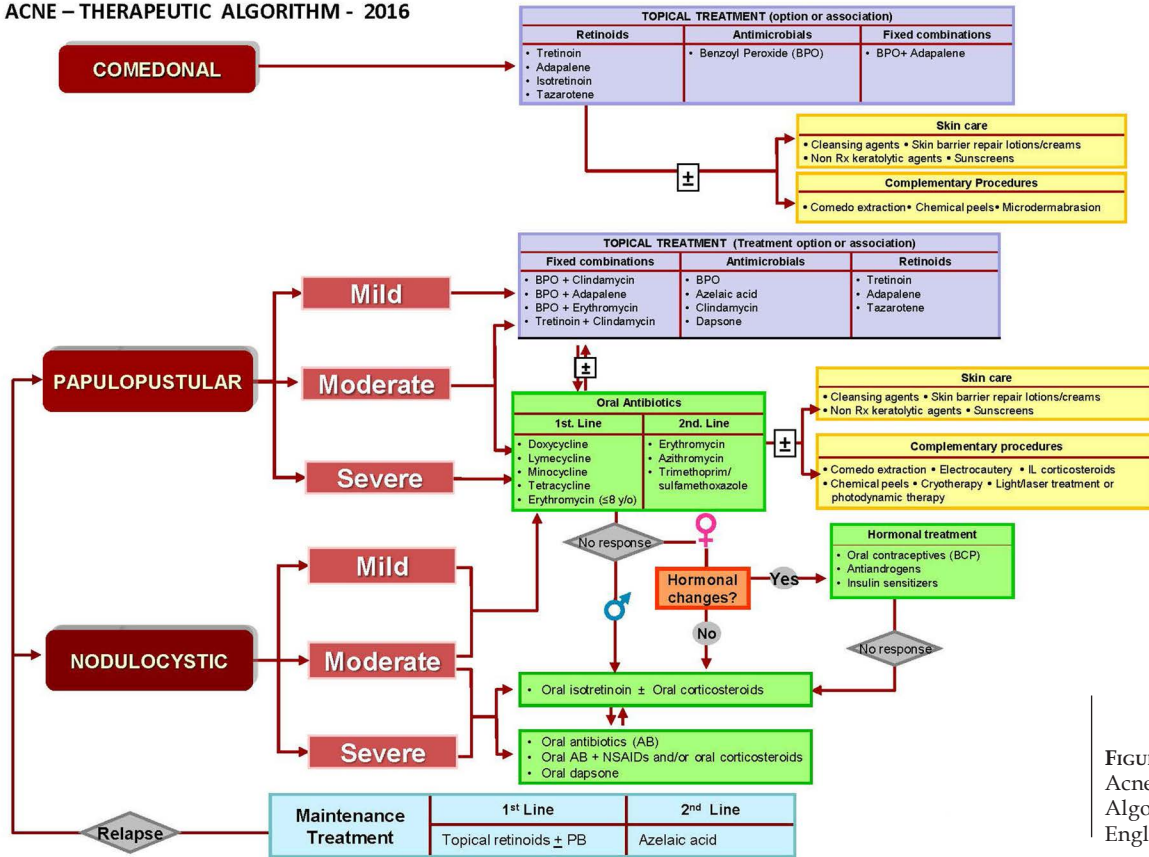 ACNE – THERAPEUTIC ALGORITHM - 2016
COMEDONAL
TOPICAL TREATMENT (option or association)
Retinoids
• Tretinoin
• Adapalene
• Isotretinoin
• Tazarotene
Antimicrobials
• Benzoyl Peroxide (BPO)
Fixed combinations
• BPO+ Adapalene
±
Skin care
• Cleansing agents • Skin barrier repair lotions/creams
• Non Rx keratolytic agents • Sunscreens
Complementary Procedures
• Comedo extraction • Chemical peels • Microdermabrasion
PAPULOPUSTULAR
Mild
Moderate
Severe
TOPICAL TREATMENT (Treatment option or association)
Fixed combinations
• BPO + Clindamycin
• BPO + Adapalene
• BPO + Erythromycin
• Tretinoin + Clindamycin
Antimicrobials
• BPO
• Azelaic acid
• Clindamycin
• Dapsone
Retinoids
• Tretinoin
• Adapalene
• Tazarotene
±
Oral Antibiotics
1st. Line
• Doxycycline
• Lymecycline
• Minocycline
• Tetracycline
• Erythromycin (≤8 y/o)
2nd. Line
• Erythromycin
• Azithromycin
• Trimethoprim/
sulfamethoxazole
±
Skin care
• Cleansing agents • Skin barrier repair lotions/creams
• Non Rx keratolytic agents • Sunscreens
Complementary procedures
• Comedo extraction • Electrocautery • IL corticosteroids
• Chemical peels • Cryotherapy • Light/laser treatment or
photodynamic therapy
No response
♀
♂
Hormonal
changes?
Yes
No
Hormonal treatment
• Oral contraceptives (BCP)
• Antiandrogens
• Insulin sensitizers
No response
NODULOCYSTIC
Mild
Moderate
Severe
• Oral isotretinoin ± Oral corticosteroids
• Oral antibiotics (AB)
• Oral AB + NSAIDs and/or oral corticosteroids
• Oral dapsone
Relapse
Maintenance
Treatment
1st Line
Topical retinoids ± PB
2nd Line
Azelaic acid
FIGU
Acne
Algo
Engl